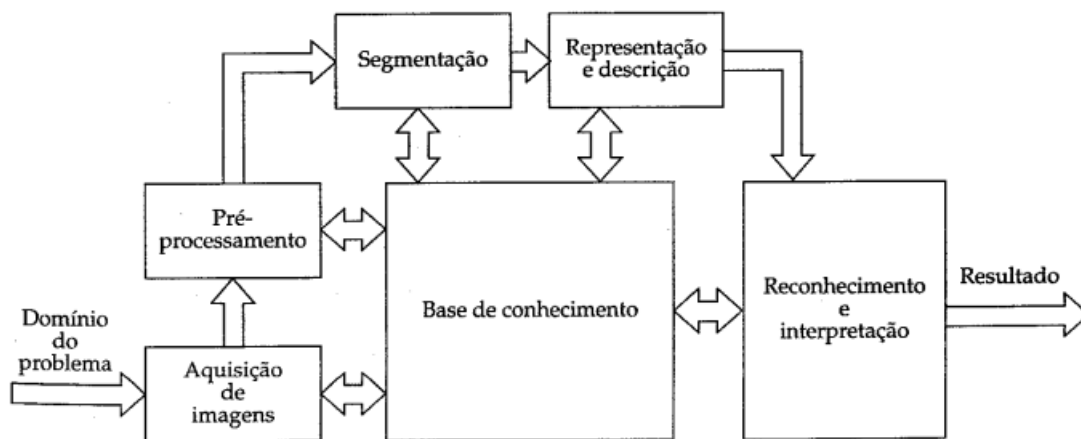 Segmentação
Representação
e descrição
Pré-
processamento
Base de conhecimento
Reconhecimento
e
interpretação
Resultado
Domínio
do
problema
Aquisição
de
imagens